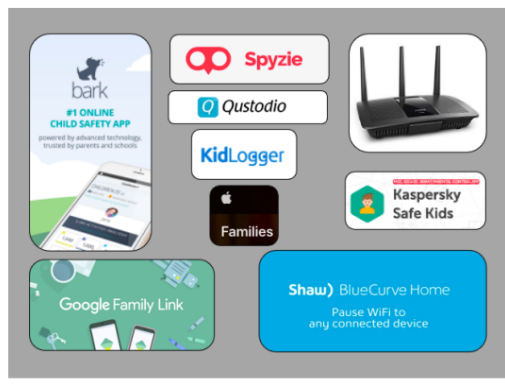 bark
#1 ONLINE
CHILD SAFETY APP
powered by advanced technology,
trusted by parents and schools
Spyzie
Qustodio
KidLogger
Families
Kaspersky
Safe Kids
Google Family Link
Shaw) BlueCurve Home
Pause WiFi to
any connected device